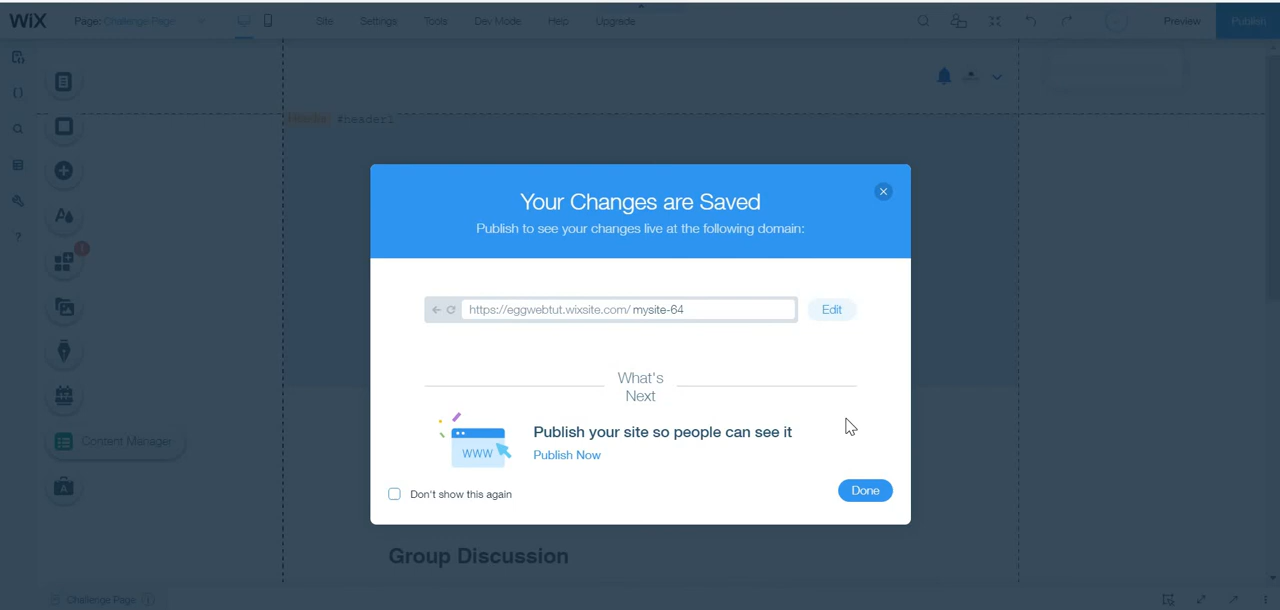 WiX Page: Challenge Page Site Settings Tools Dev Mode Help Upgrade Preview Publish
#header1
Your Changes are Saved
Publish to see your changes live at the following domain:
https://eggwebtut.wixsite.com/ mysite-64 Edit
What's
Next
Publish your site so people can see it
WWW
Publish Now
Content Manager
Don't show this again
Done
Group Discussion
Challenge Page